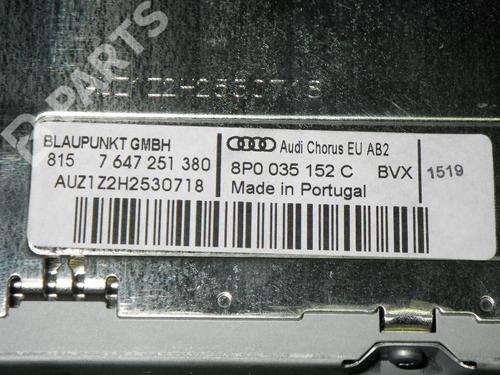 B-PARTS
AUZ1Z2H2530718
BLAUPUNKT GMBH
815 7 647 251 380
AUZ1Z2H2530718
Audi Chorus EU AB2
8P0 035 152 C BVX
Made in Portugal
1519